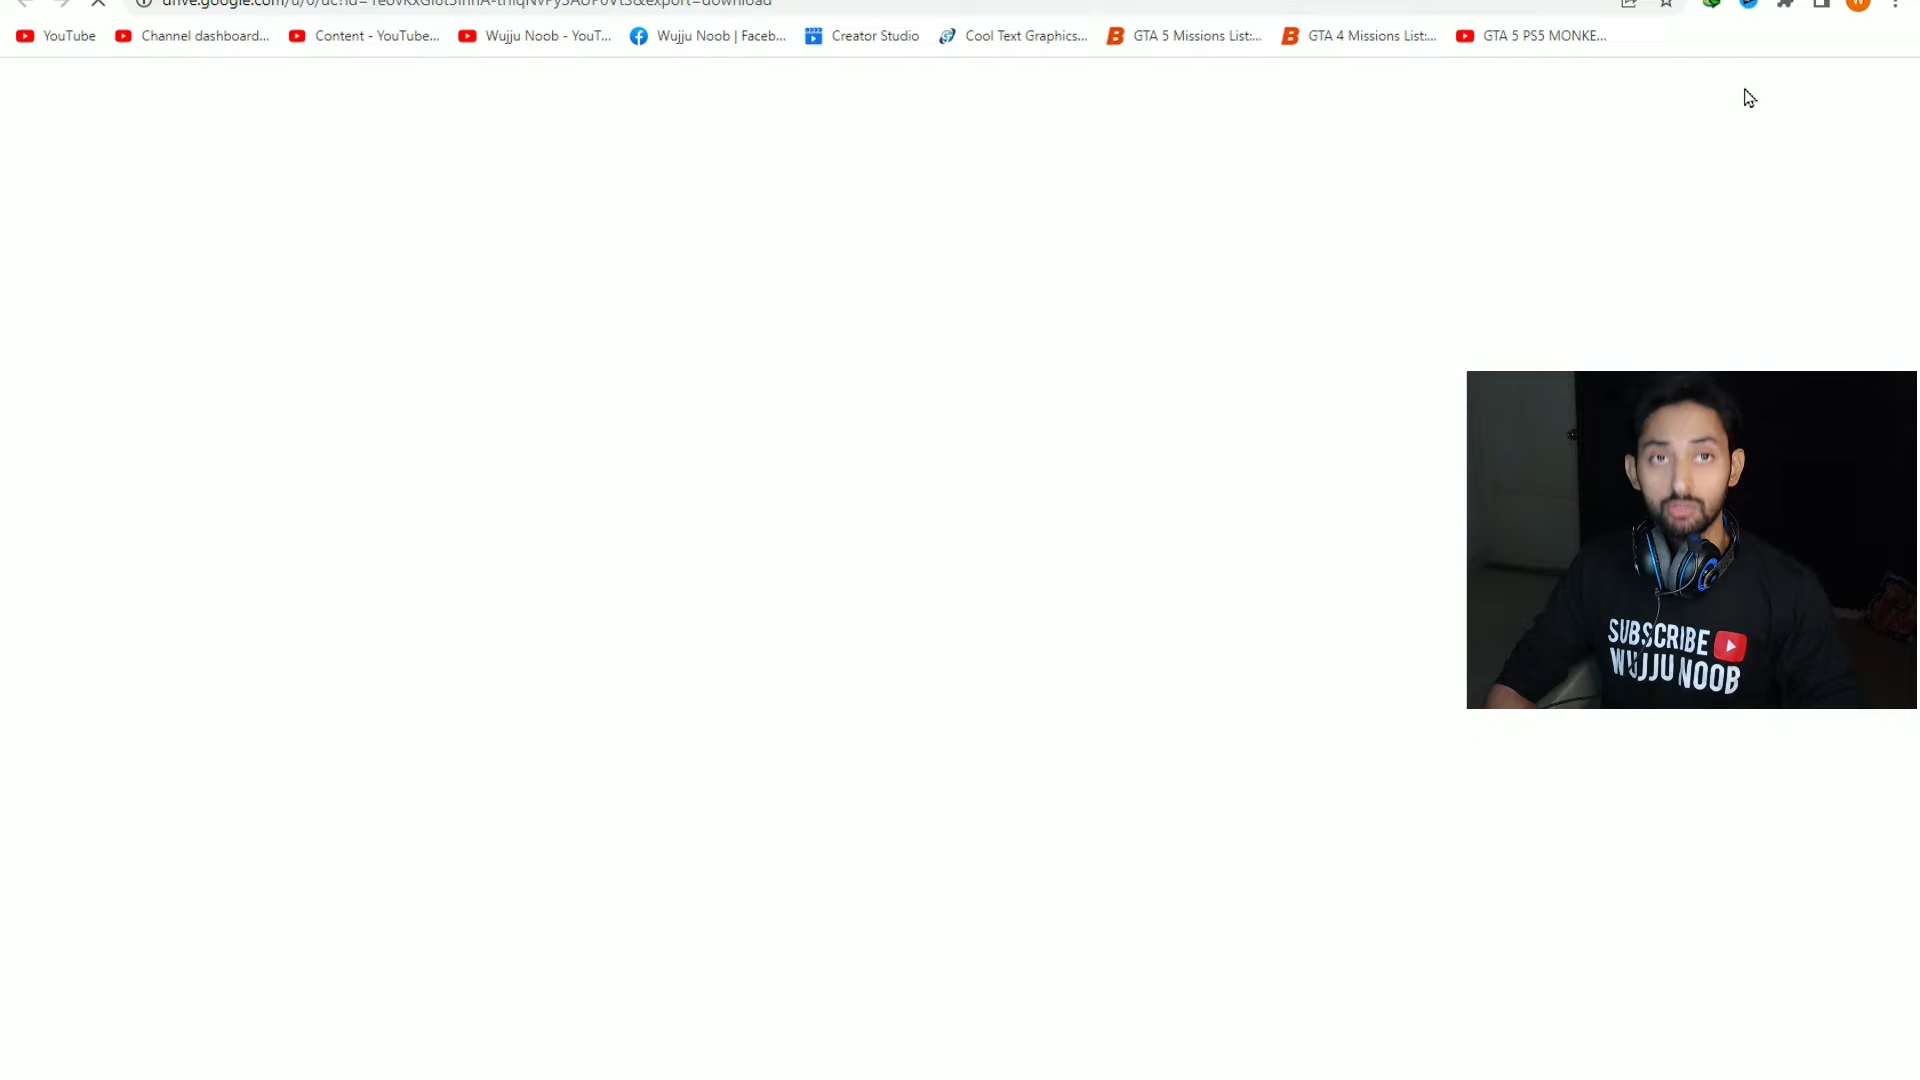 YouTube
Channel dashboard...
Content - YouTube...
Wujju Noob - YouT...
Wujju Noob | Faceb...
Creator Studio
Cool Text Graphics...
GTA 5 Missions List:...
GTA 4 Missions List:...
GTA 5 PS5 MONKE...
SUBSCRIBE
WUJJU NOOB